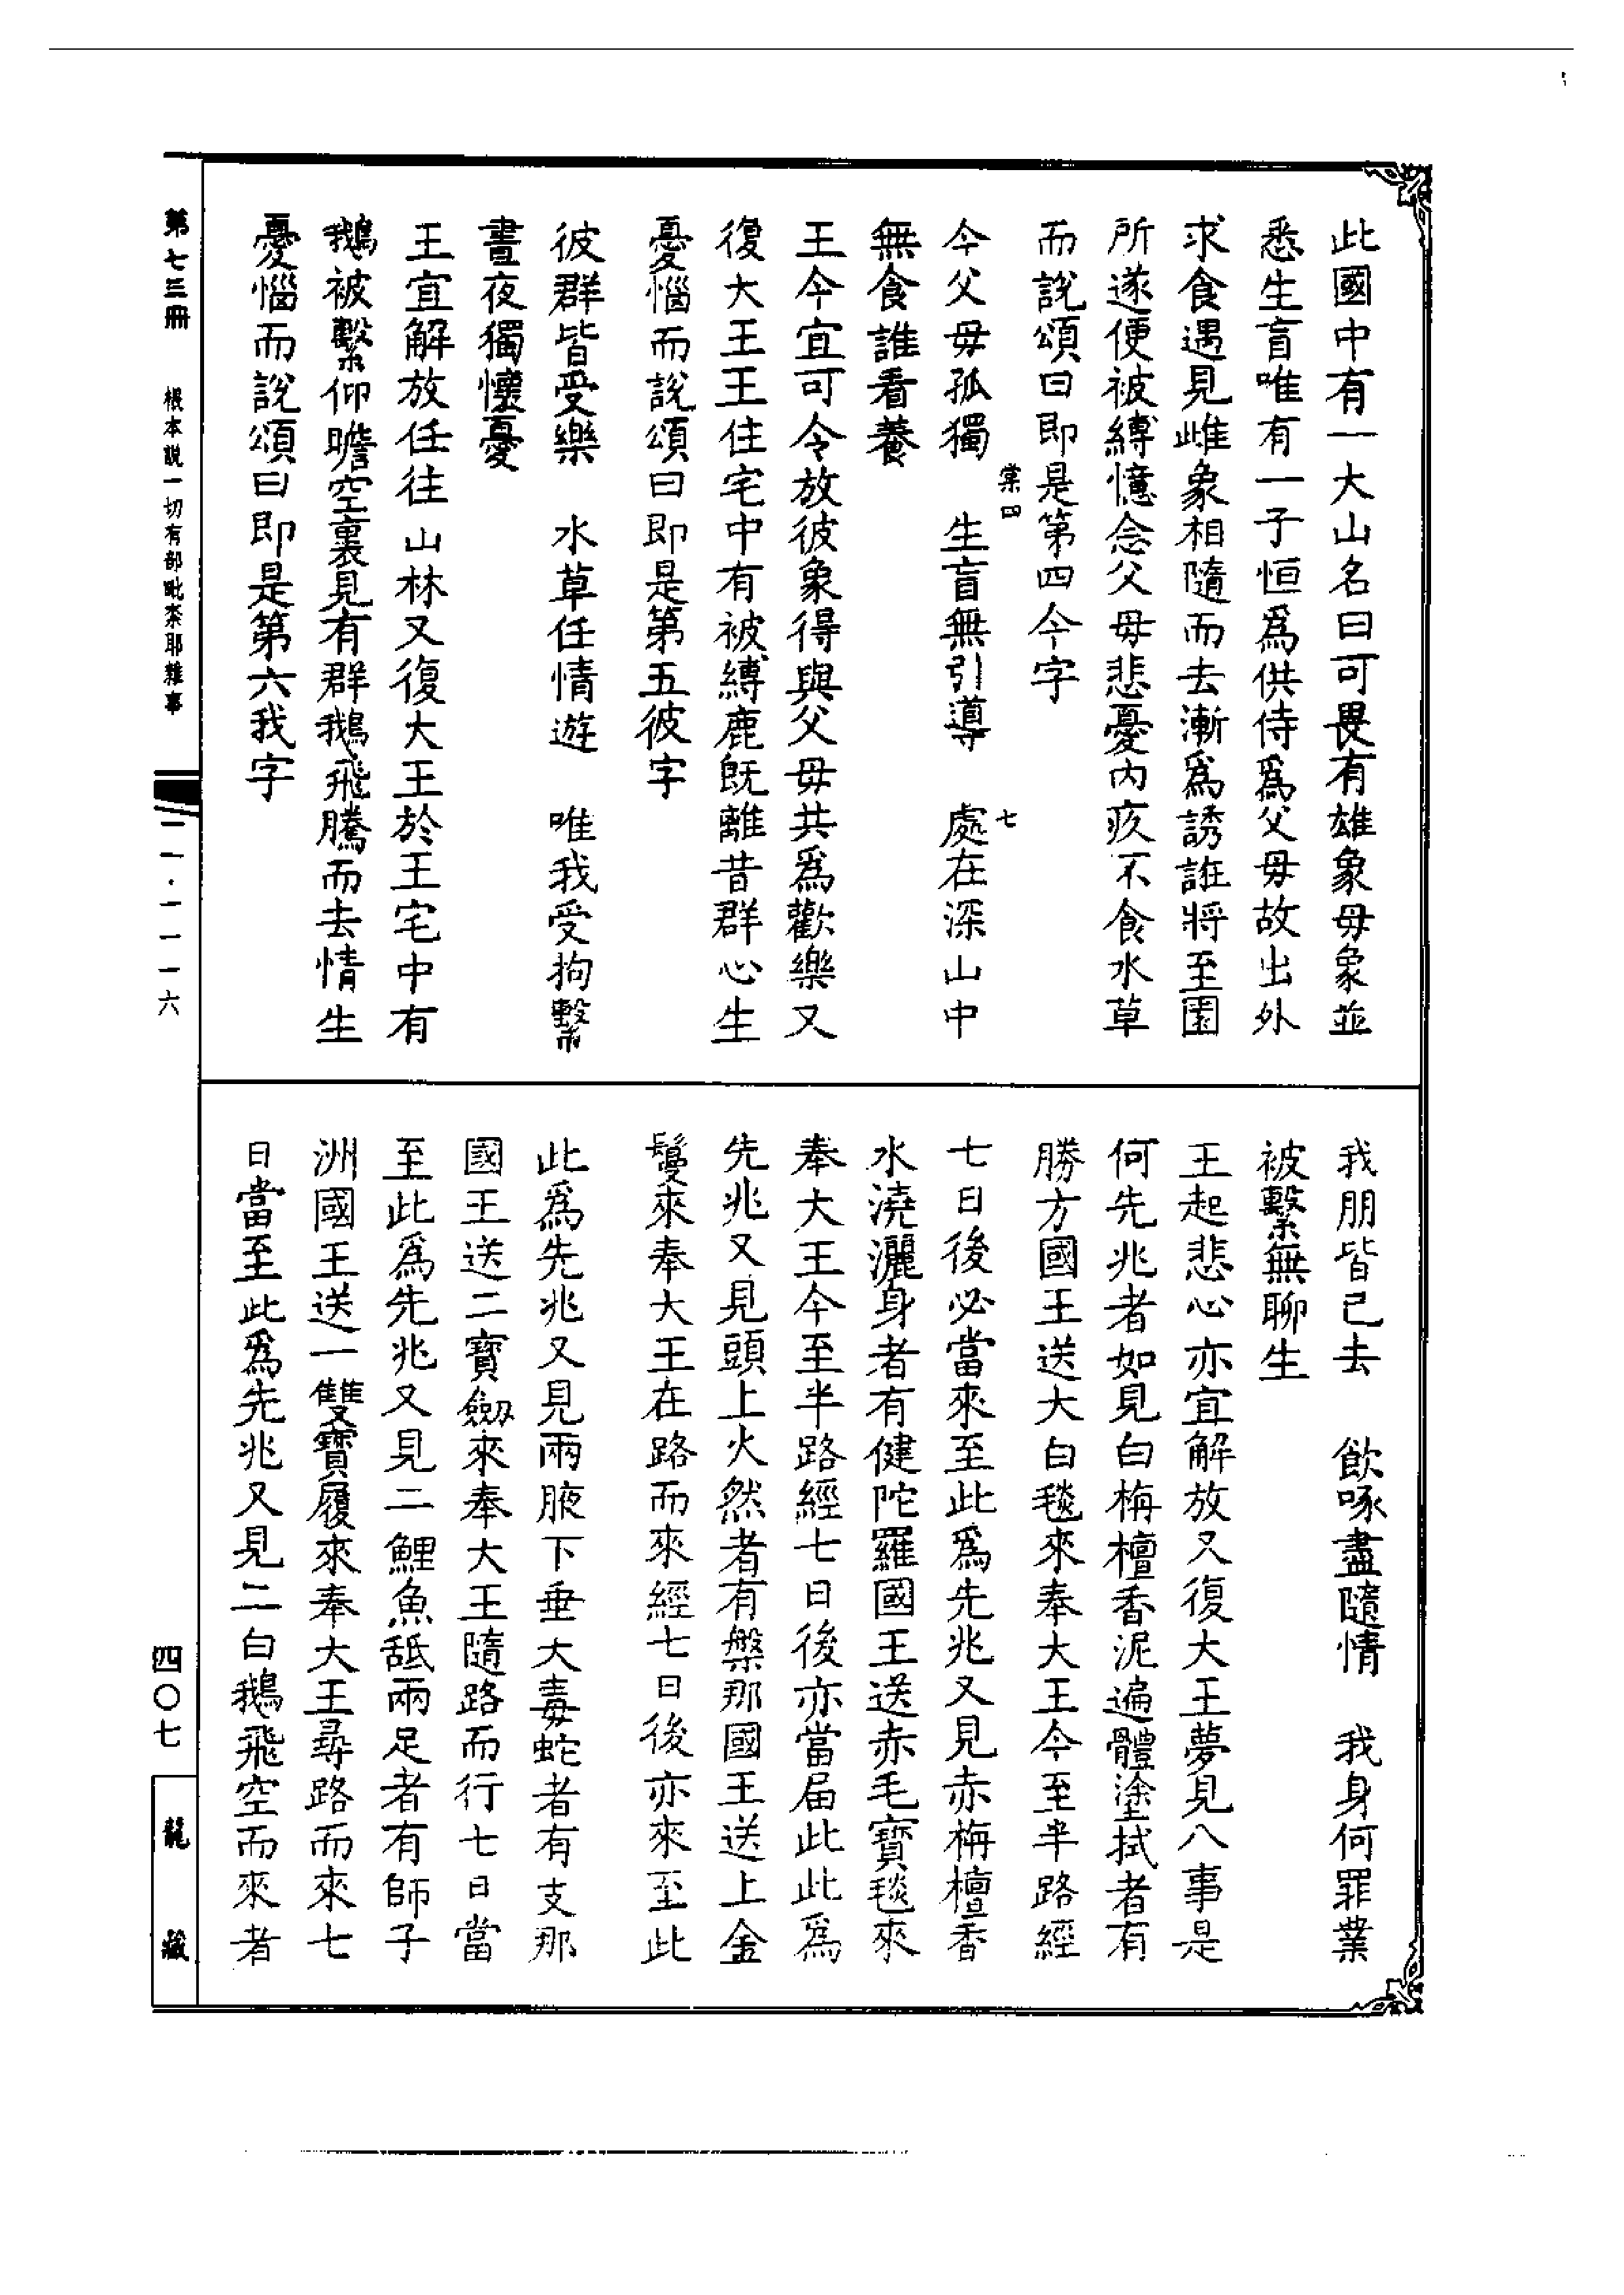 此國中有一大山名曰可畏有雄象母象並
悉生盲唯有一子恒爲供侍爲父母故出外
求食遇見雌象相隨而去漸爲誘誑將至園
所遂便被縛憶念父母悲憂內疚不食水草
而說頌曰即是第四今字
棠四
七
今父母孤獨　生盲無引導　處在深山中
無食誰看養
王今宜可令放彼象得與父母共爲歡樂又
復大王王住宅中有被縛鹿旣離昔群心生
憂惱而說頌曰即是第五彼字
彼群皆受樂　水草任情遊　唯我受拘繫
晝夜獨懷憂
王宜解放任往山林又復大王於王宅中有
鵝被繫仰瞻空裏見有群鵝飛騰而去情生
憂惱而說頌曰即是第六我字
我朋皆已去　飲啄盡隨情　我身何罪業
被繫無聊生
王起悲心亦宜解放又復大王夢見八事是
何先兆者如見白栴檀香泥遍體塗拭者有
勝方國王送大白毯來奉大王今至半路經
七日後必當來至此爲先兆又見赤栴檀香
水澆灑身者有健陀羅國王送赤毛寶毯來
奉大王今至半路經七日後亦當届此此爲
先兆又見頭上火然者有槃那國王送上金
鬘來奉大王在路而來經七日後亦來至此
此爲先兆又見兩腋下垂大毒蛇者有支那
國王送二寶劔來奉大王隨路而行七日當
至此爲先兆又見二鯉魚舐兩足者有師子
洲國王送一雙寶履來奉大王尋路而來七
日當至此爲先兆又見二白鵝飛空而來者
第七三冊　根本說一切有部毗奈耶雜事
一一·一一一六
四〇七
龍藏